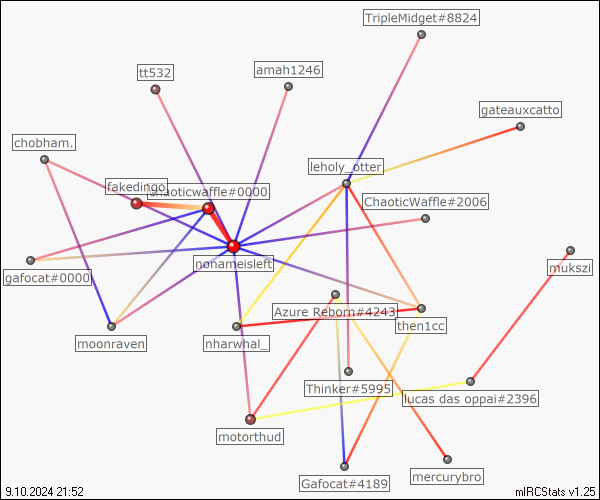 TripleMidget#8824
tt532
amah1246
gateauxcatto
chobham.
leholy_otter
fakedingo
chaoticwaffle#0000
ChaoticWaffle#2006
nonameisleft
gafocat#0000
mukszi
Azure Reborn#4243
then1cc
moonraven
nharwhal_
Thinker#5995
lucas das oppai#2396
motorthud
Gafocat#4189
mercurybro
9.10.2024 21:52
mIRCStats v1.25